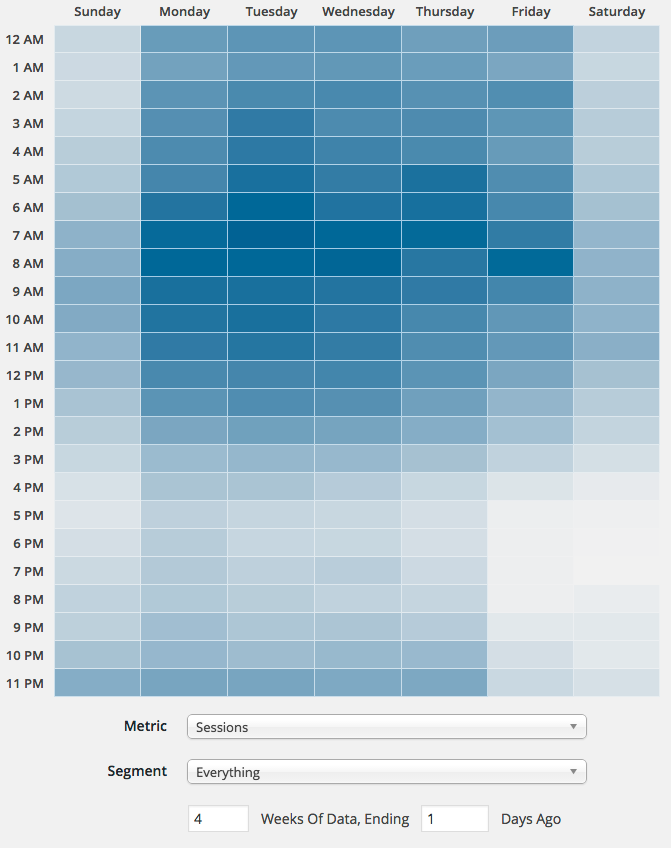 Sunday Monday Tuesday Wednesday Thursday Friday Saturday
12 AM
1 AM
2 AM
3 AM
4 AM
5 AM
6 AM
7 AM
8 AM
9 AM
10 AM
11 AM
12 PM
1 PM
2 PM
3 PM
4 PM
5 PM
6 PM
7 PM
8 PM
9 PM
10 PM
11 PM
Metric Sessions
Segment Everything
4 Weeks Of Data, Ending 1 Days Ago